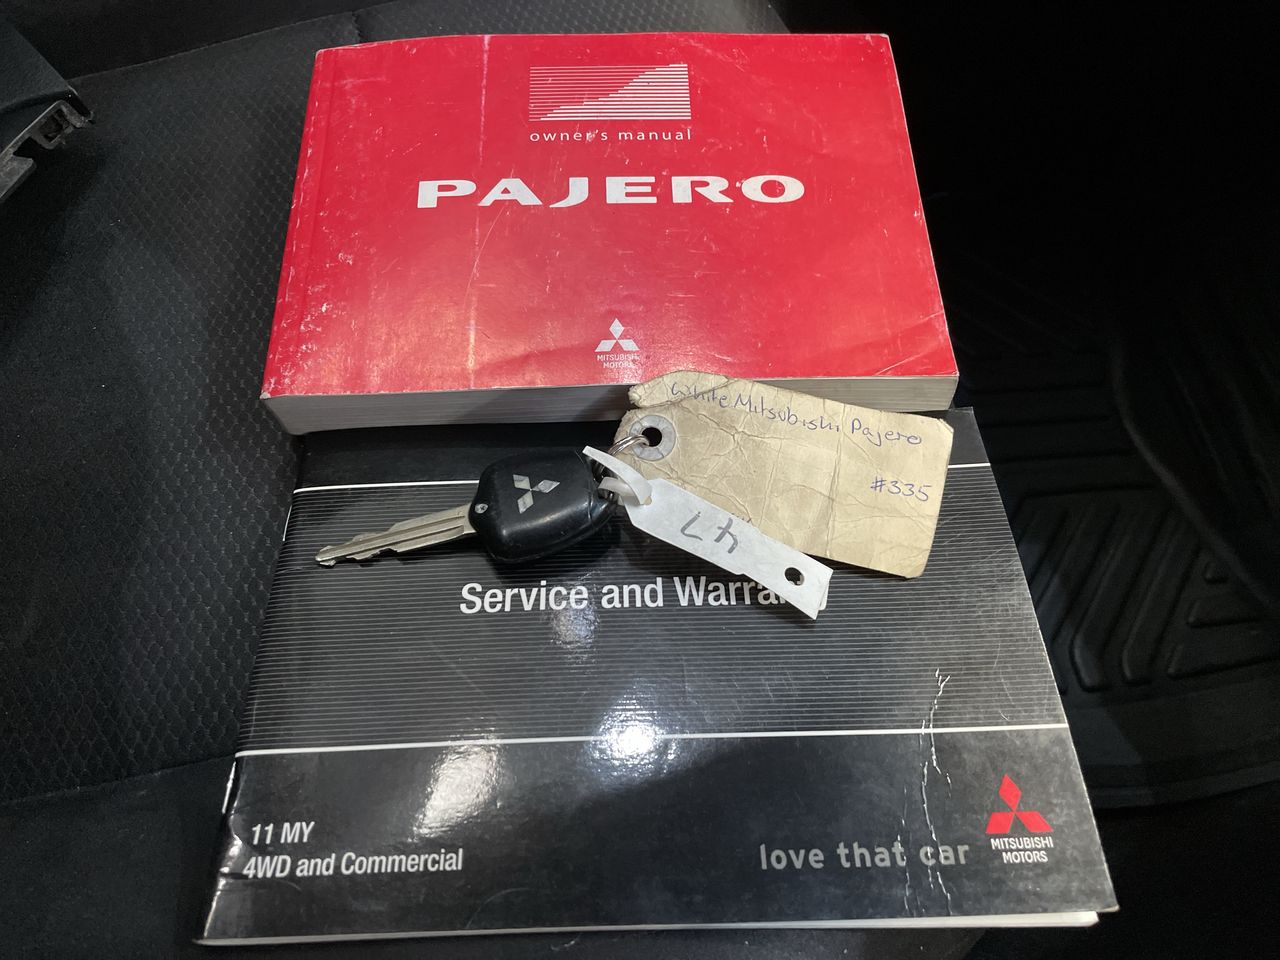 owner's manual
PAJERO
MITSUBISHI
MOTORS
White Mitsubishi Pajero
#335
47
Service and Warra
11 MY
4WD and Commercial
love that car
MITSUBISHI
MOTORS